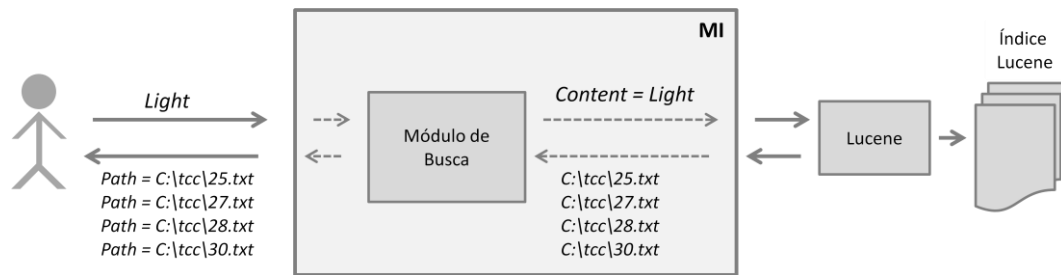 MI
Índice
Lucene
Light
Content = Light
Módulo de
Busca
Lucene
Path = C:\tcc\25.txt
Path = C:\tcc\27.txt
Path = C:\tcc\28.txt
Path = C:\tcc\30.txt
C:\tcc\25.txt
C:\tcc\27.txt
C:\tcc\28.txt
C:\tcc\30.txt